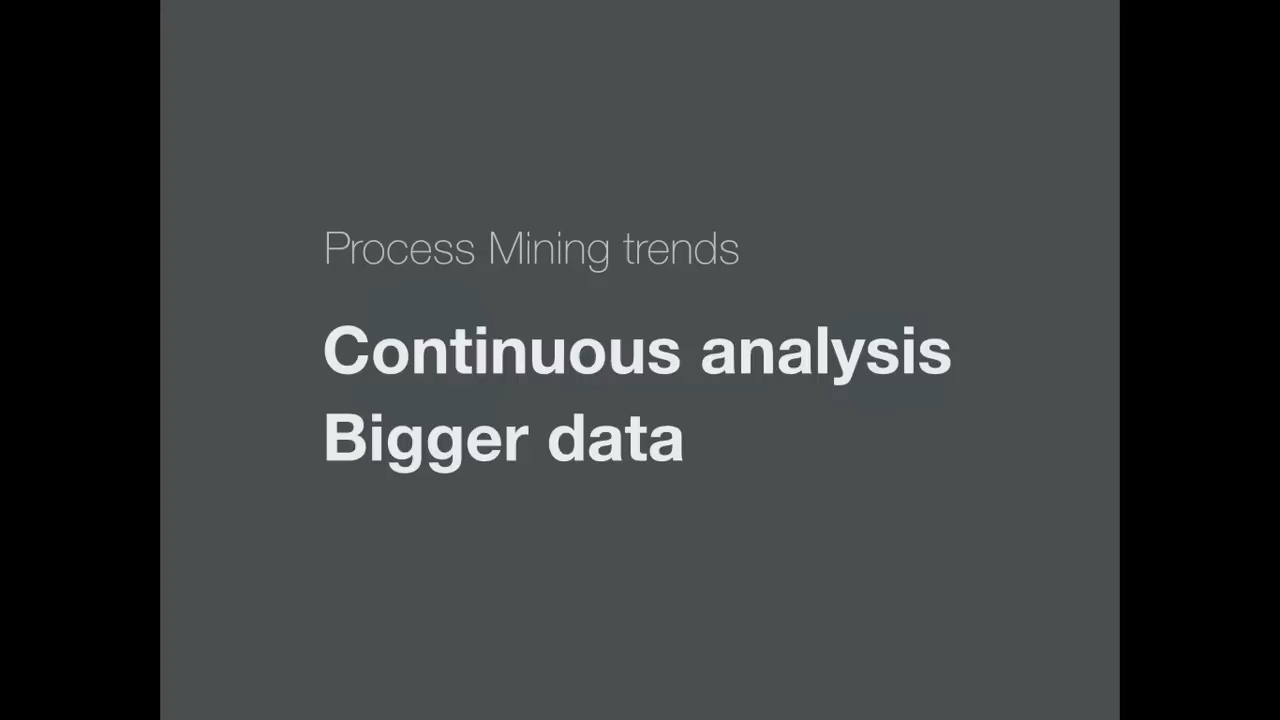 Process Mining trends
Continuous analysis
Bigger data